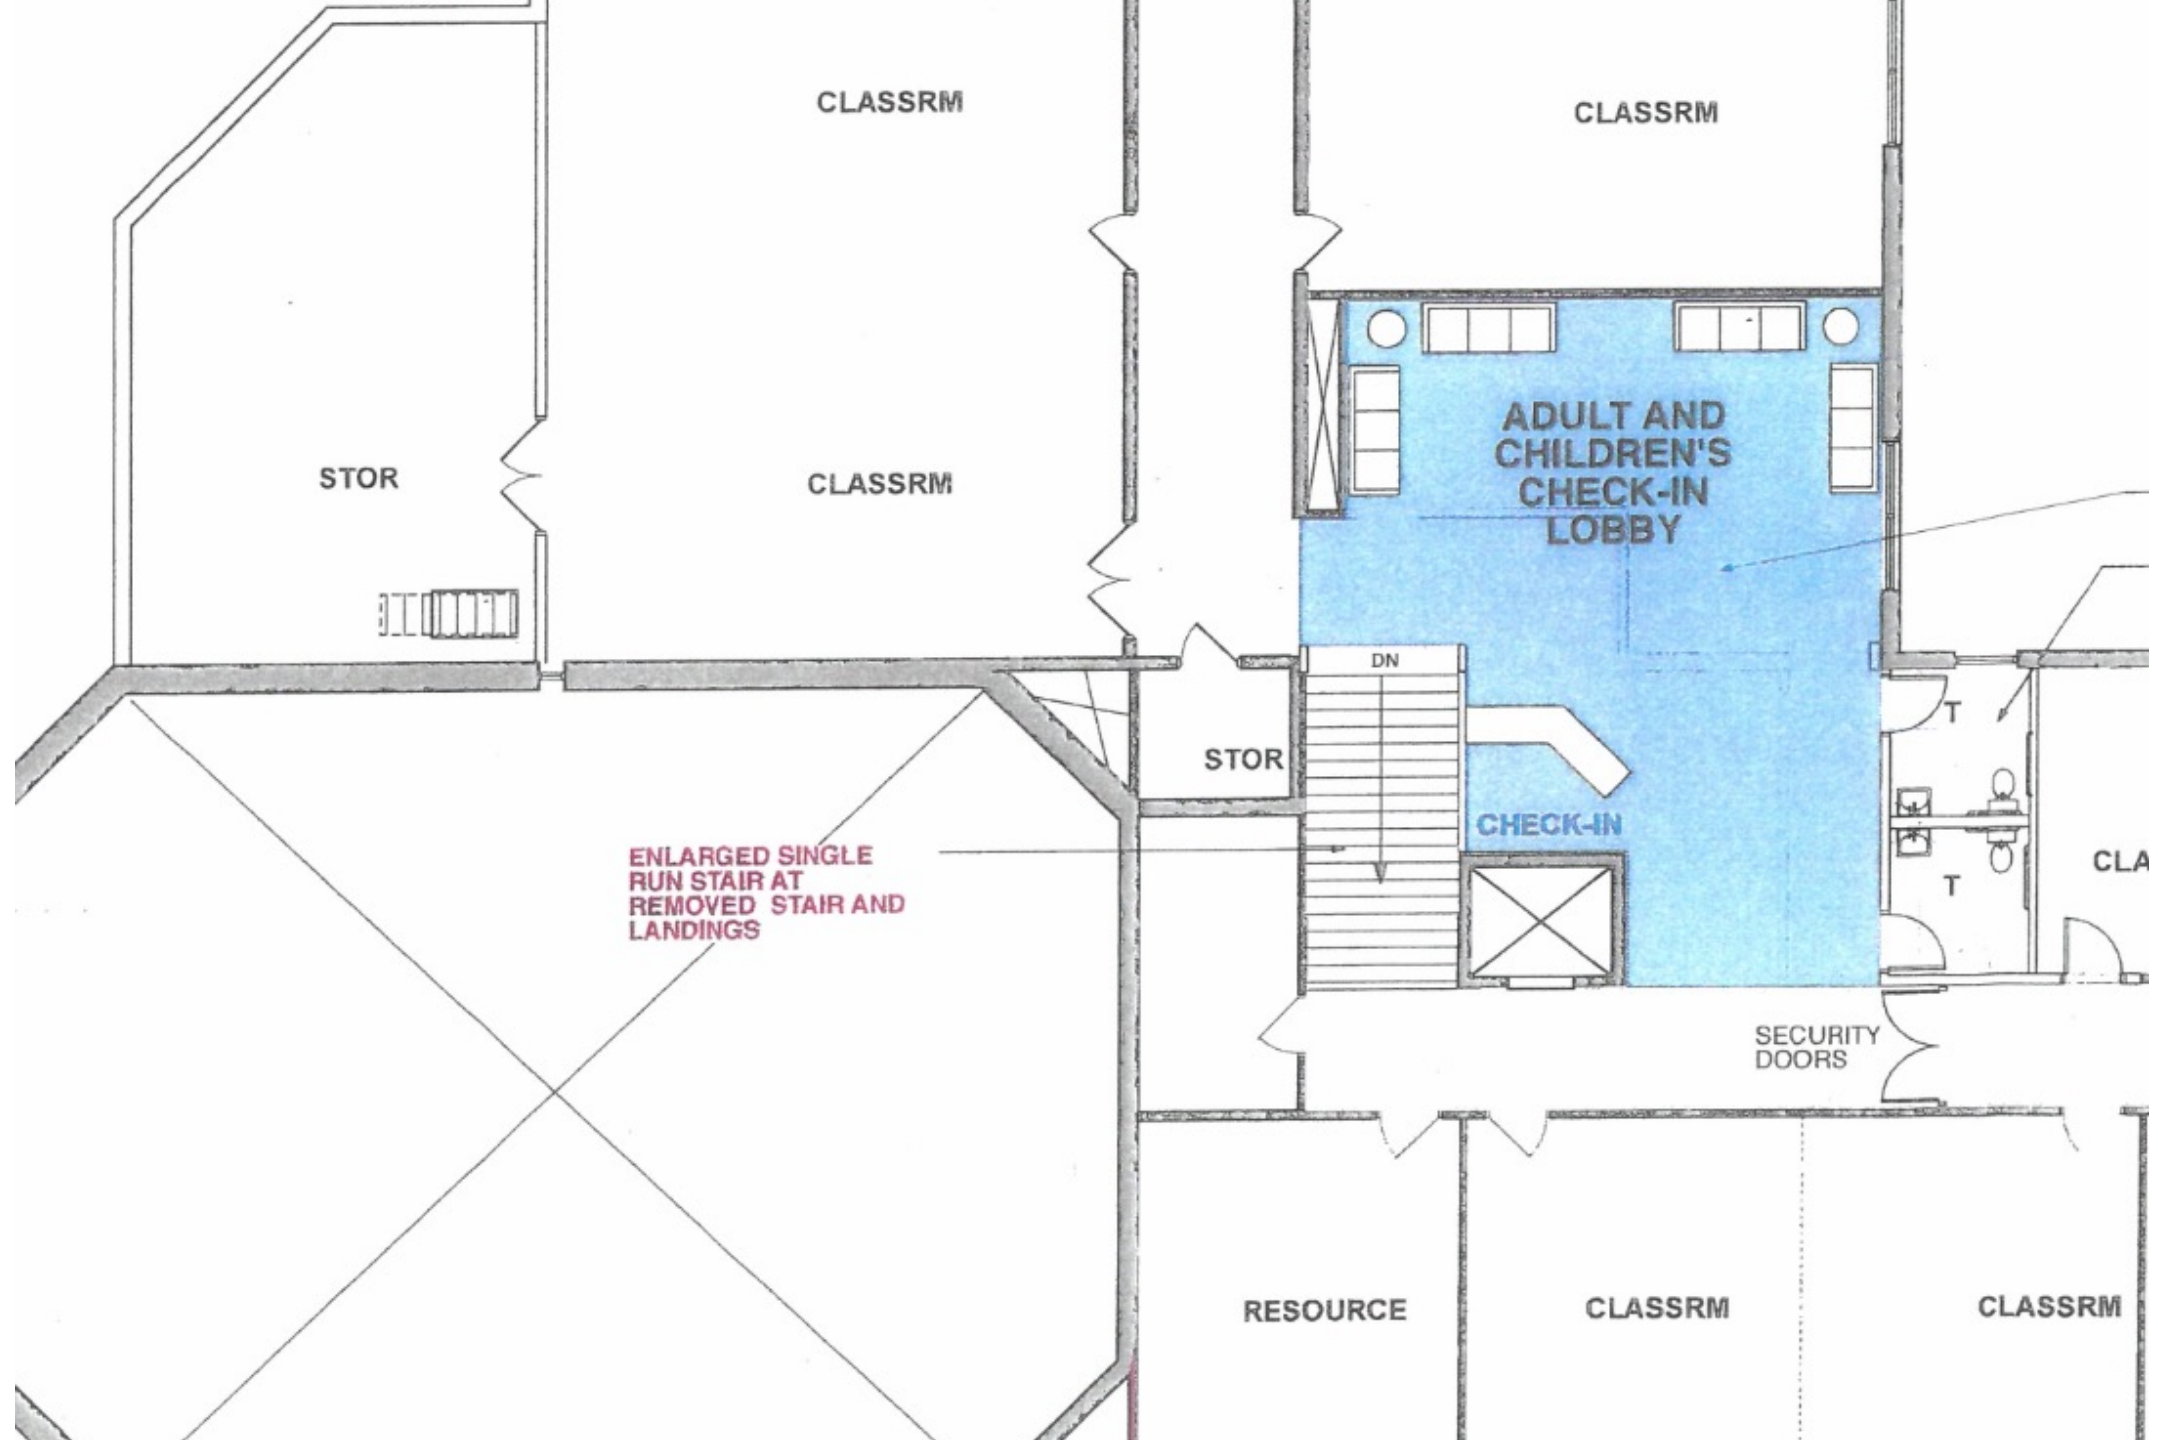 CLASSRM
CLASSRM
STOR
CLASSRM
ADULT AND
CHILDREN'S
CHECK-IN
LOBBY
DN
T
STOR
CHECK-IN
ENLARGED SINGLE
RUN STAIR AT
REMOVED STAIR AND
LANDINGS
T
CLA
SECURITY
DOORS
RESOURCE
CLASSRM
CLASSRM